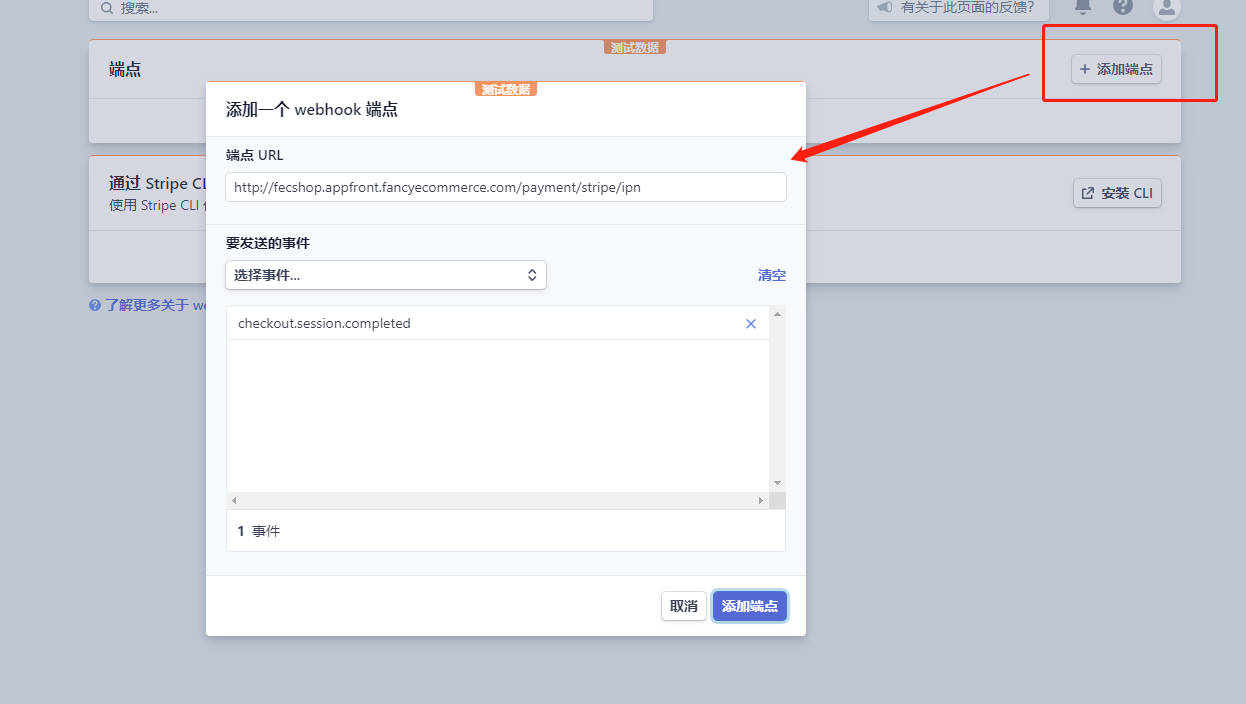 搜索...
有关于此页面的反馈?
测试数据
端点
+ 添加端点
测试数据
添加一个 webhook 端点
端点 URL
通过 Stripe CL
http://fecshop.appfront.fancyecommerce.com/payment/stripe/ipn
安装 CLI
使用 Stripe CLI
要发送的事件
选择事件...
清空
了解更多关于 we
checkout.session.completed
1 事件
取消
添加端点